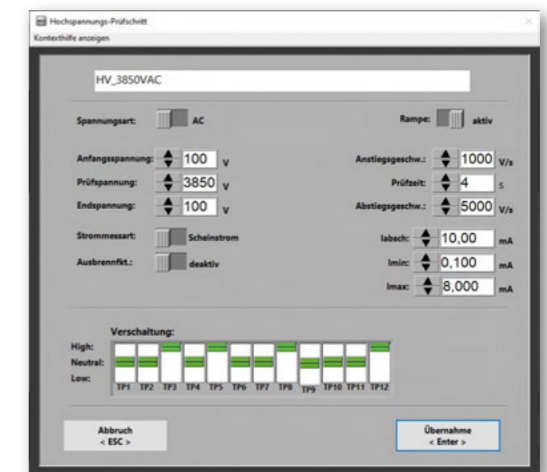 Hochspannungs-Prüfschritt
Kontexthilfe anzeigen
HV_3850VAC
Spannungsart: AC Rampe: aktiv
Anfangsspannung: 100 V Anstiegsgeschw.: 1000 V/s
Prüfspannung: 3850 V Prüfzeit: 4 s
Endspannung: 100 V Abstiegsgeschw.: 5000 V/s
Strommessart: Scheinstrom Iabsch: 10,00 mA
Ausbrennfkt.: deaktiv Imin: 0,100 mA
Imax: 8,000 mA
Verschaltung:
High:
Neutral:
Low:
TP1 TP2 TP3 TP4 TP5 TP6 TP7 TP8 TP9 TP10 TP11 TP12
Abbruch Übernahme
< ESC > < Enter >